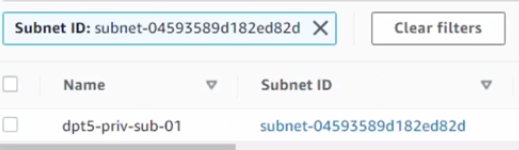 Subnet ID: subnet-04593589d182ed82d Clear filters
Name Subnet ID
dpt5-priv-sub-01 subnet-04593589d182ed82d